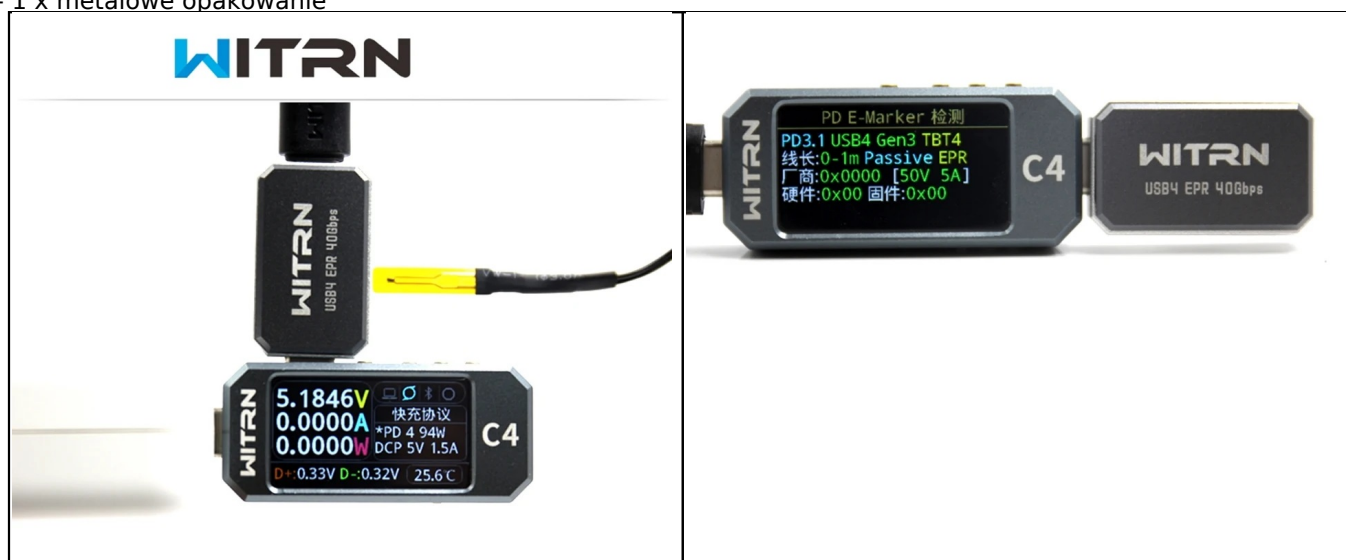 - 1 x metalowe opakowanie
WITRN
WITRN
USB4 EPR 40Gbps
5.1846V
0.0000A
0.0000W
快充协议
*PD 4 94W
DCP 5V 1.5A
D+:0.33V D-:0.32V 25.6℃
WITRN
C4
PD E-Marker 检测
PD3.1 USB4 Gen3 TBT4
线长:0-1m Passive EPR
厂商:0x0000 [50V 5A]
硬件:0x00 固件:0x00
WITRN
C4
WITRN
USB4 EPR 40Gbps